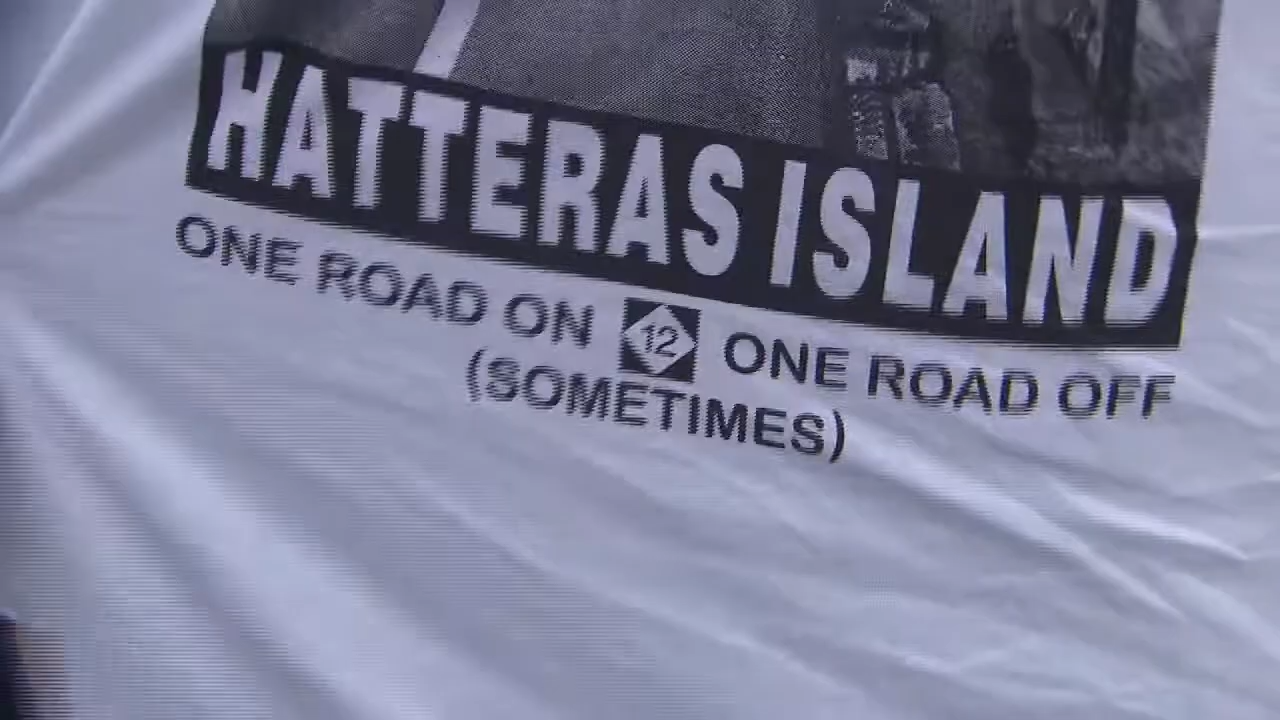 HATTERAS ISLAND
ONE ROAD ON 12 ONE ROAD OFF
(SOMETIMES)